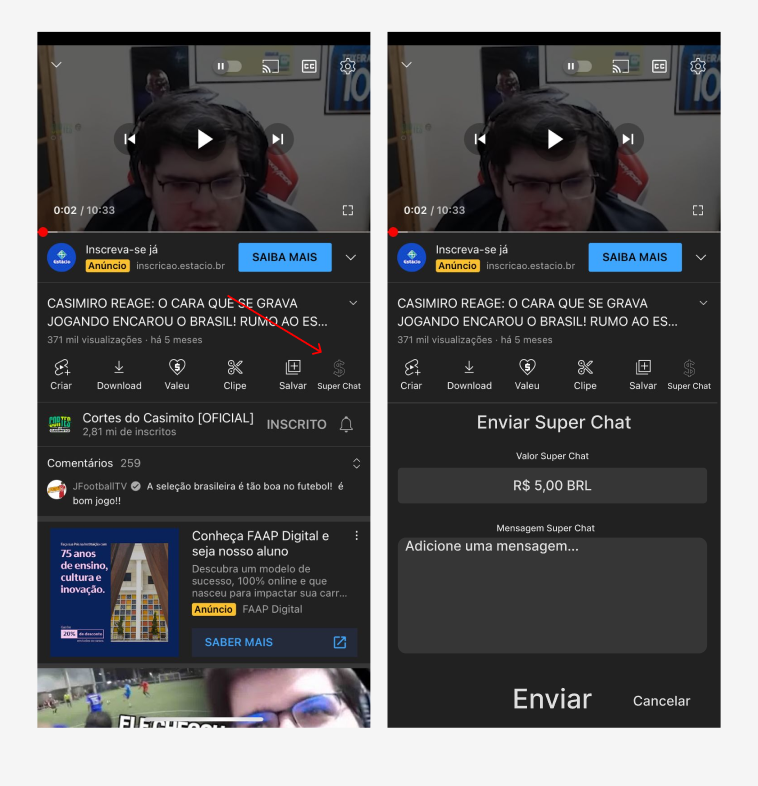 0:02 / 10:33
Inscreva-se já
Anúncio inscricao.estacio.br
SAIBA MAIS
Estácio
CASIMIRO REAGE: O CARA QUE SE GRAVA
JOGANDO ENCAROU O BRASIL! RUMO AO ES...
371 mil visualizações · há 5 meses
Criar Download Valeu Clipe Salvar Super Chat
Cortes do Casimito [OFICIAL]
2,81 mi de inscritos
INSCRITO
Comentários 259
JFootballTV A seleção brasileira é tão boa no futebol! é
bom jogo!!
75 anos
de ensino,
cultura e
inovação.
20% de desconto
Conheça FAAP Digital e
seja nosso aluno
Descubra um modelo de
sucesso, 100% online e que
nasceu para impactar sua carr...
Anúncio FAAP Digital
SABER MAIS
0:02 / 10:33
Inscreva-se já
Anúncio inscricao.estacio.br
SAIBA MAIS
Estácio
CASIMIRO REAGE: O CARA QUE SE GRAVA
JOGANDO ENCAROU O BRASIL! RUMO AO ES...
371 mil visualizações · há 5 meses
Criar Download Valeu Clipe Salvar Super Chat
Enviar Super Chat
Valor Super Chat
R$ 5,00 BRL
Mensagem Super Chat
Adicione uma mensagem...
Enviar Cancelar